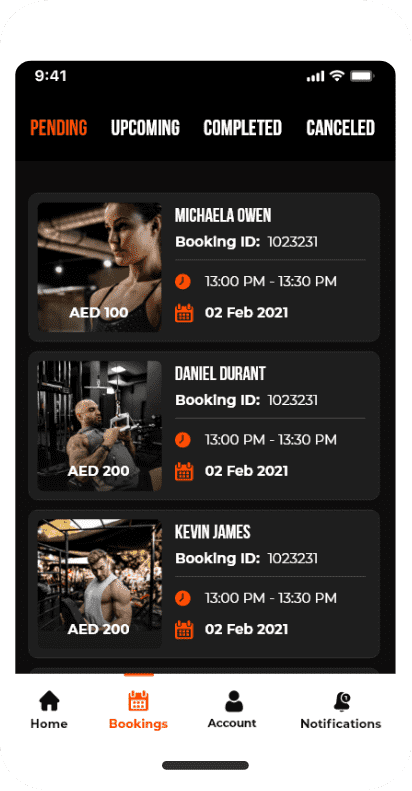 9:41
PENDING UPCOMING COMPLETED CANCELED
MICHAELA OWEN
Booking ID: 1023231
13:00 PM - 13:30 PM
AED 100
02 Feb 2021
DANIEL DURANT
Booking ID: 1023231
13:00 PM - 13:30 PM
AED 200
02 Feb 2021
KEVIN JAMES
Booking ID: 1023231
13:00 PM - 13:30 PM
AED 200
02 Feb 2021
Home Bookings Account Notifications